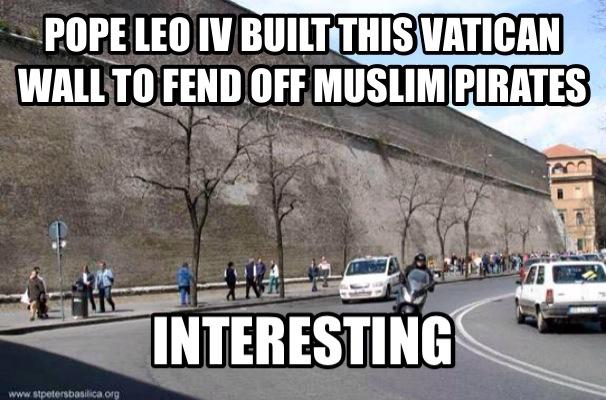 POPE LEO IV BUILT THIS VATICAN
WALL TO FEND OFF MUSLIM PIRATES
INTERESTING
www.stpetersbasilica.org